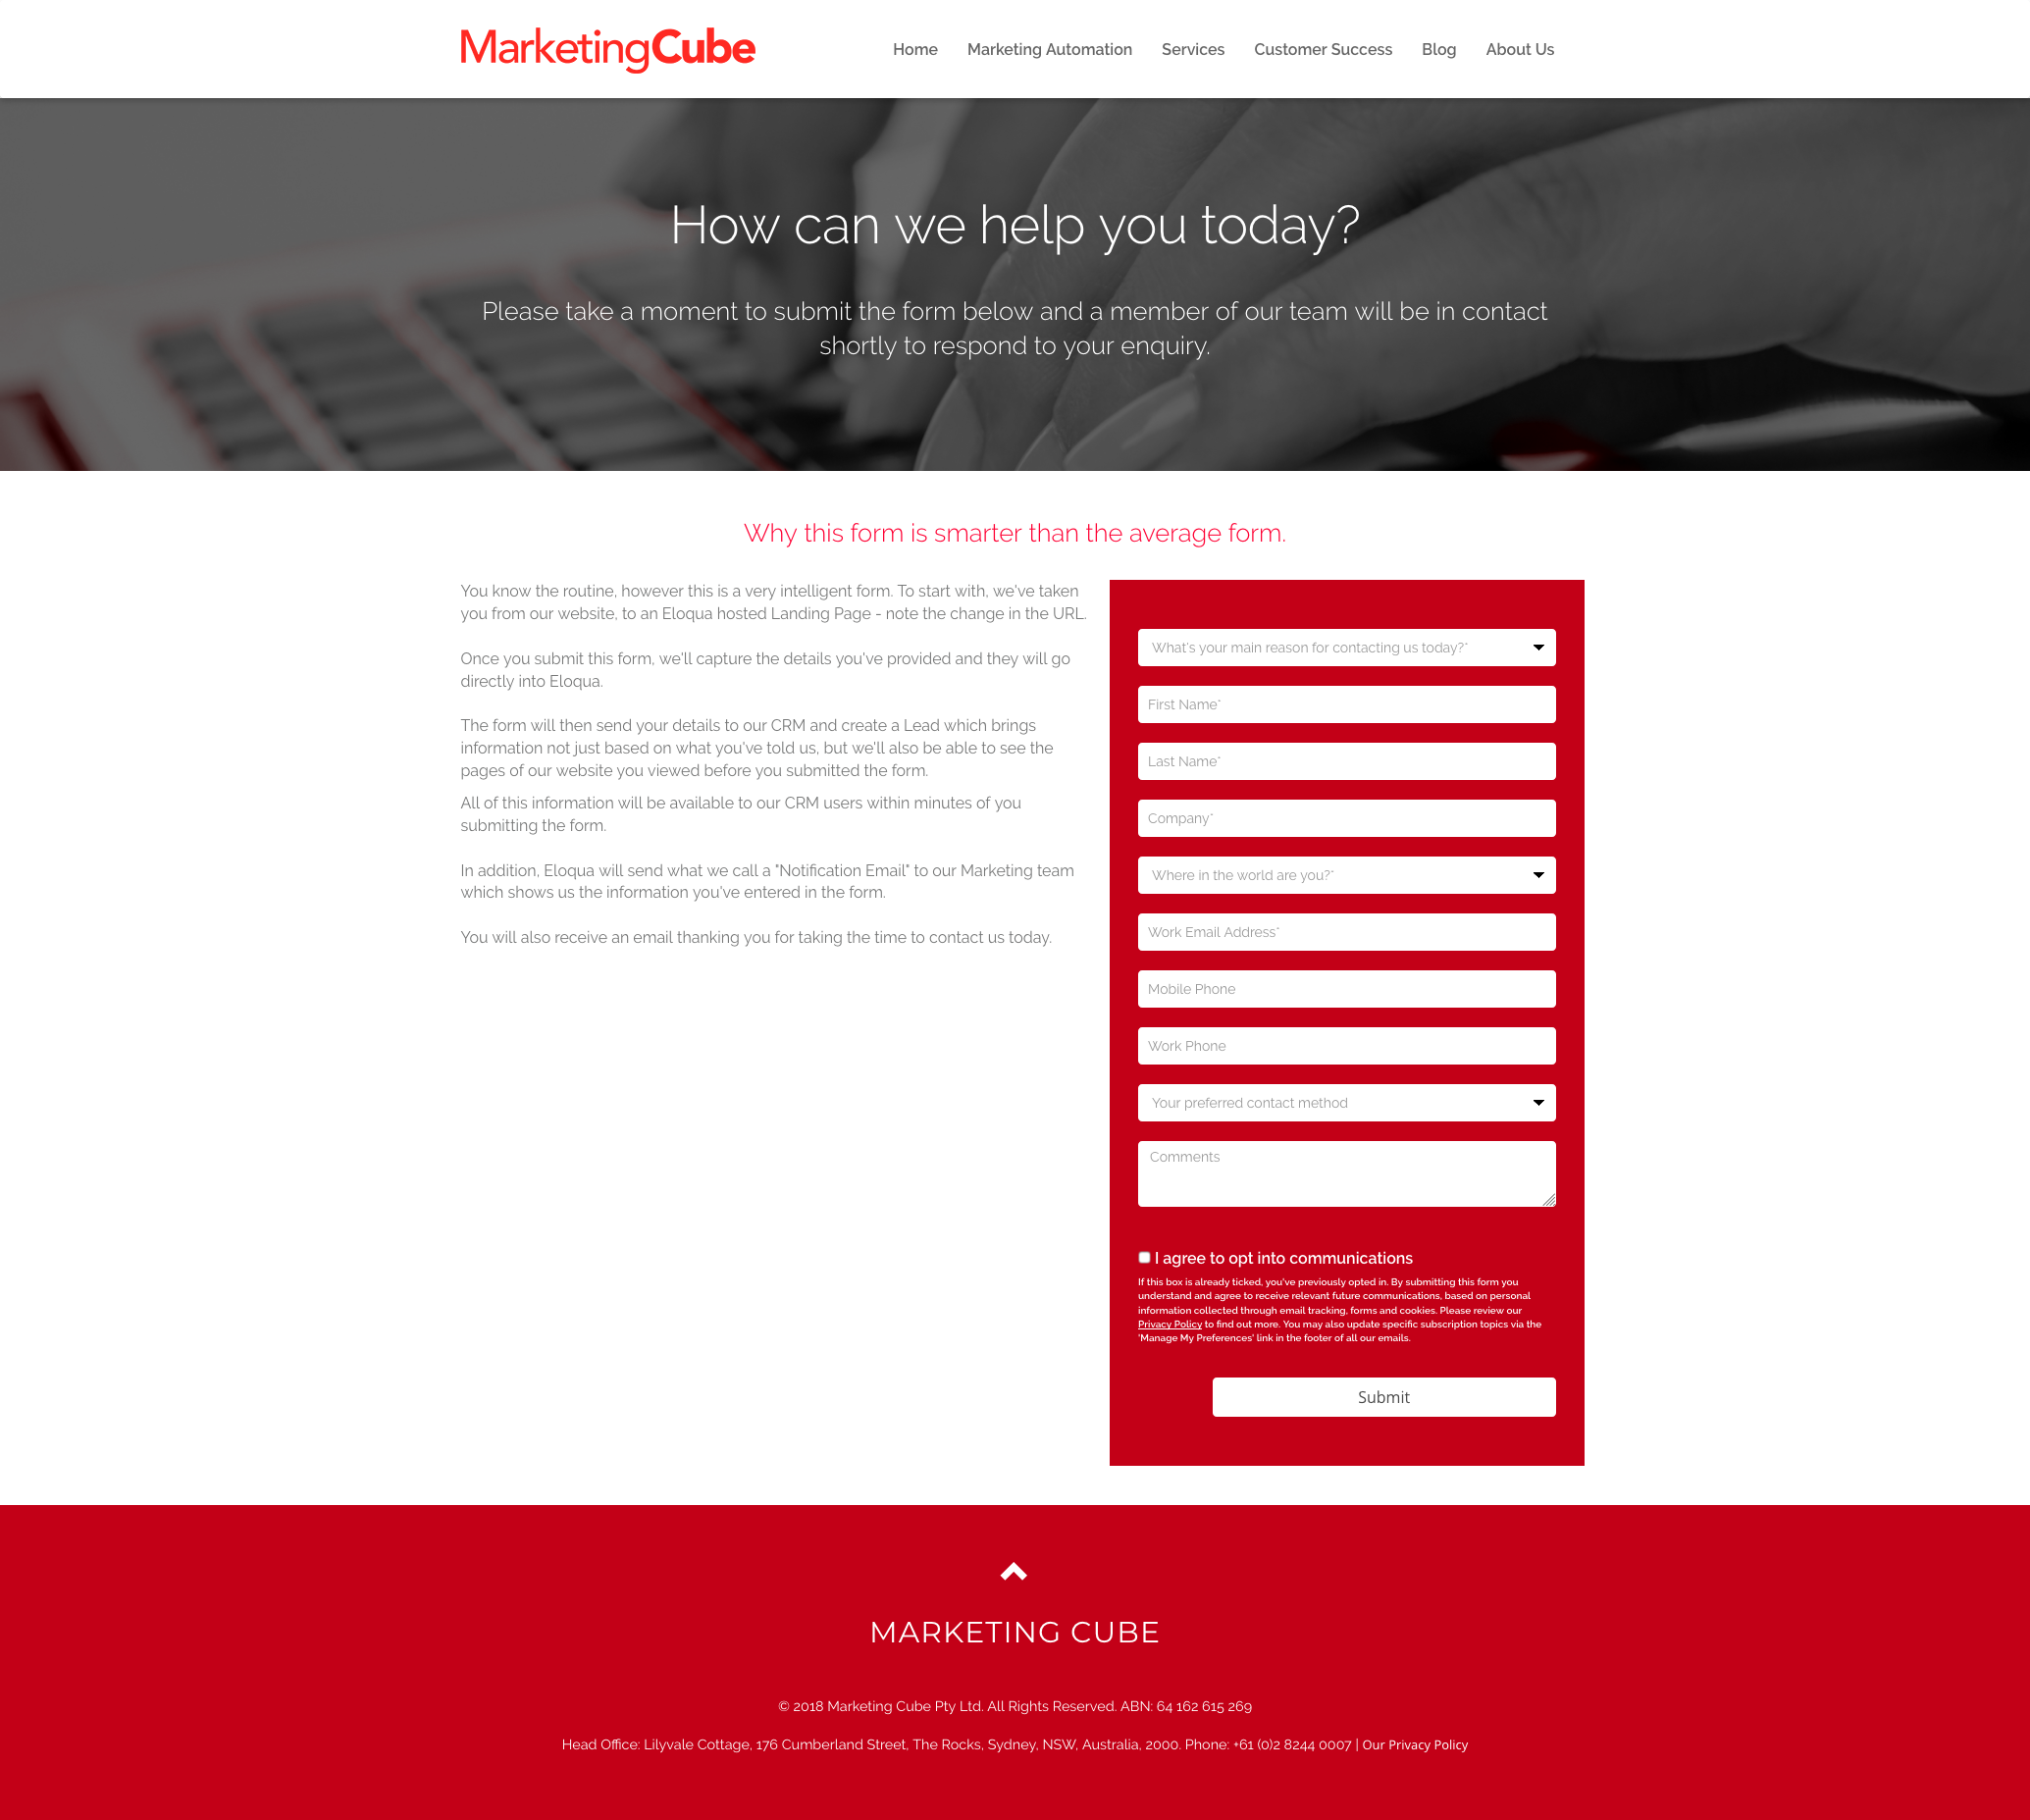 MarketingCube
Home Marketing Automation Services Customer Success Blog About Us
How can we help you today?
Please take a moment to submit the form below and a member of our team will be in contact
shortly to respond to your enquiry.
Why this form is smarter than the average form.
You know the routine, however this is a very intelligent form. To start with, we've taken
you from our website, to an Eloqua hosted Landing Page - note the change in the URL.
Once you submit this form, we'll capture the details you've provided and they will go
directly into Eloqua.
The form will then send your details to our CRM and create a Lead which brings
information not just based on what you've told us, but we'll also be able to see the
pages of our website you viewed before you submitted the form.
All of this information will be available to our CRM users within minutes of you
submitting the form.
In addition, Eloqua will send what we call a "Notification Email" to our Marketing team
which shows us the information you've entered in the form.
You will also receive an email thanking you for taking the time to contact us today.
What's your main reason for contacting us today?*
First Name*
Last Name*
Company*
Where in the world are you?*
Work Email Address*
Mobile Phone
Work Phone
Your preferred contact method
Comments
I agree to opt into communications
If this box is already ticked, you've previously opted in. By submitting this form you
understand and agree to receive relevant future communications, based on personal
information collected through email tracking, forms and cookies. Please review our
Privacy Policy to find out more. You may also update specific subscription topics via the
'Manage My Preferences' link in the footer of all our emails.
Submit
MARKETING CUBE
© 2018 Marketing Cube Pty Ltd. All Rights Reserved. ABN: 64 162 615 269
Head Office: Lilyvale Cottage, 176 Cumberland Street, The Rocks, Sydney, NSW, Australia, 2000. Phone: +61 (0)2 8244 0007 | Our Privacy Policy